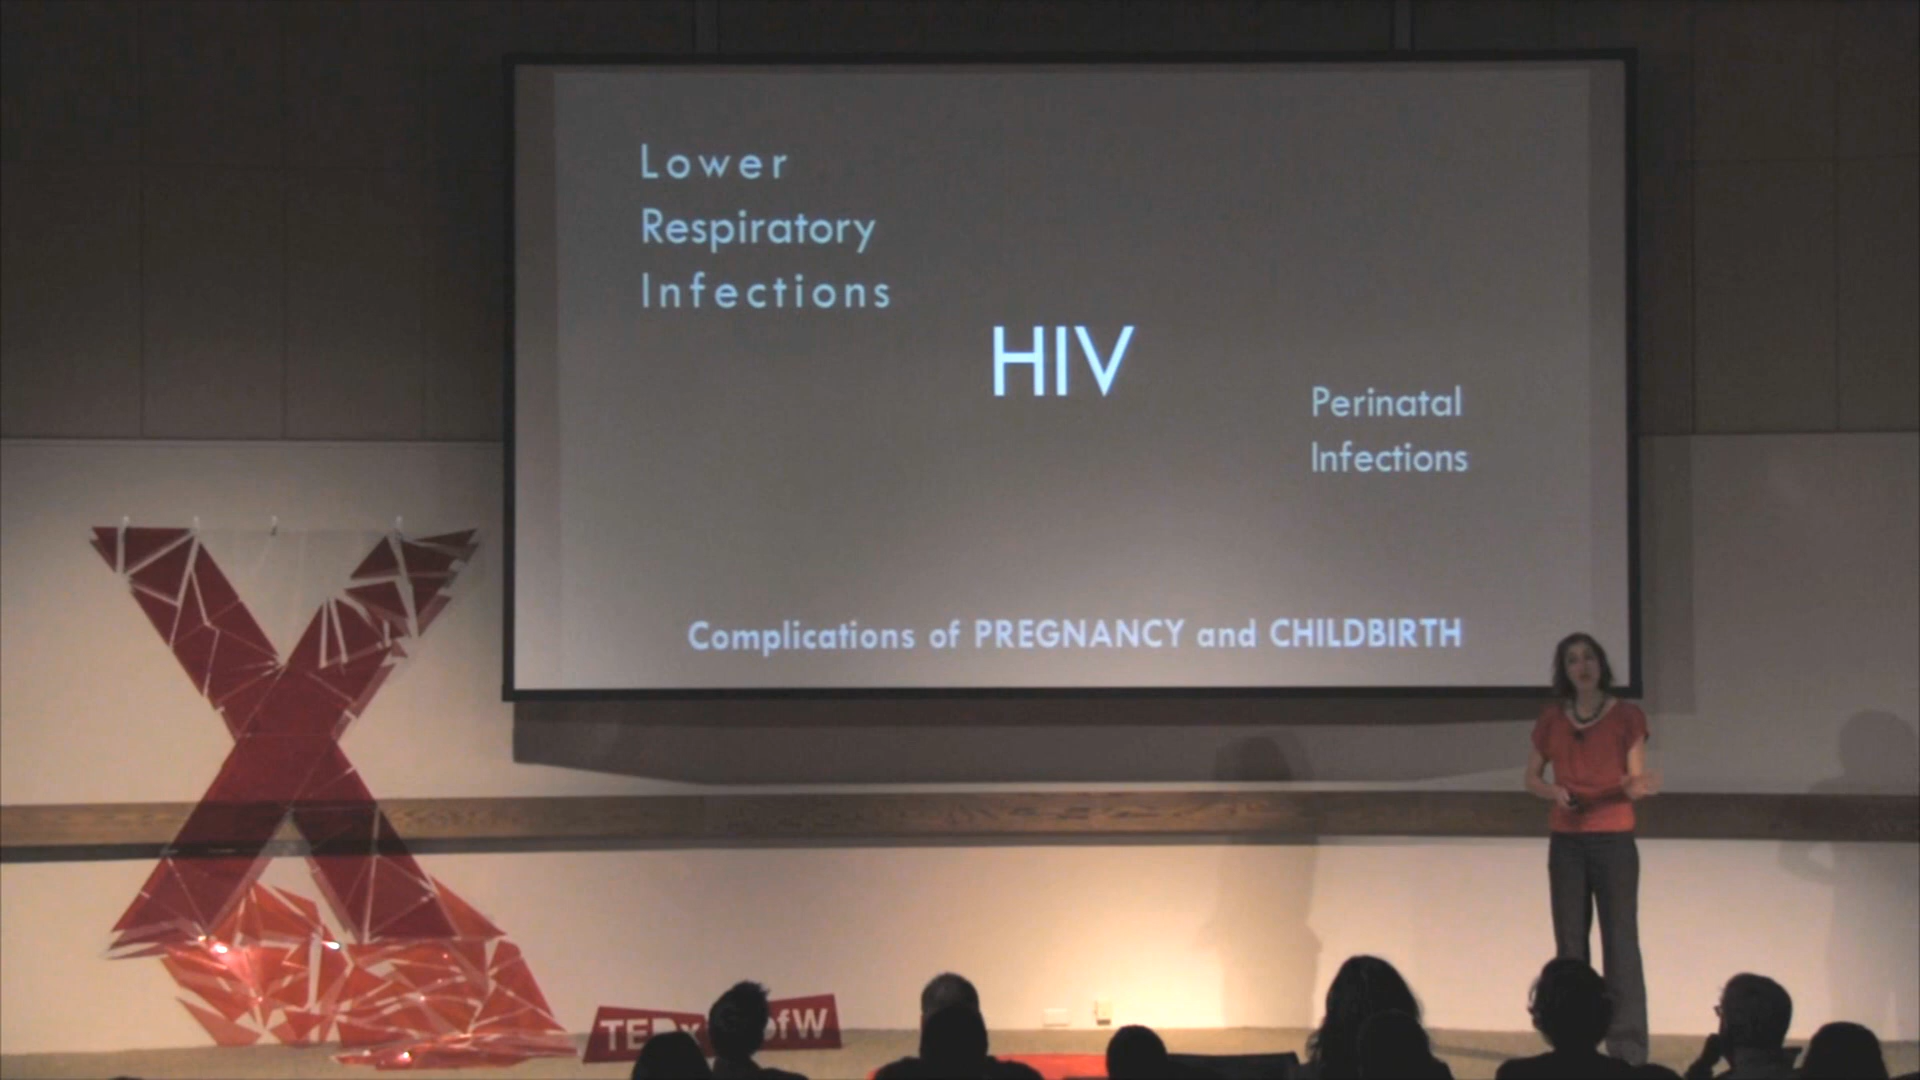 Lower
Respiratory
Infections
HIV
Perinatal
Infections
Complications of PREGNANCY and CHILDBIRTH